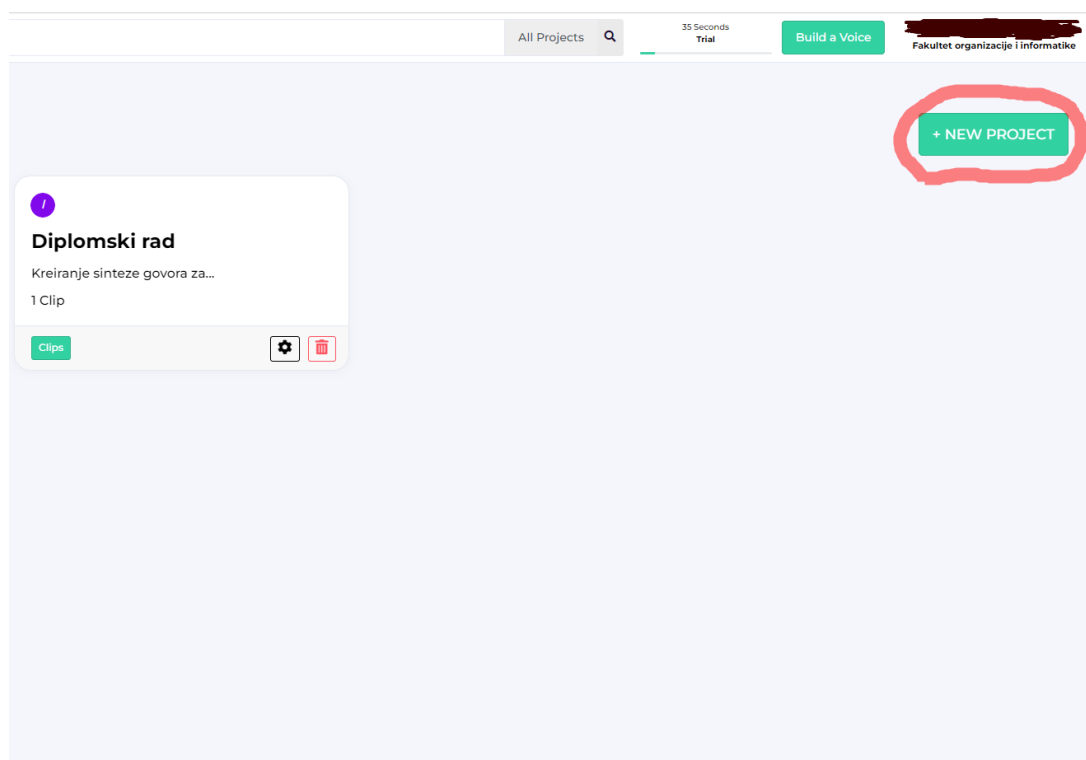 All Projects
35 Seconds
Trial
Build a Voice
Fakultet organizacije i informatike
+ NEW PROJECT
I
Diplomski rad
Kreiranje sinteze govora za...
1 Clip
Clips